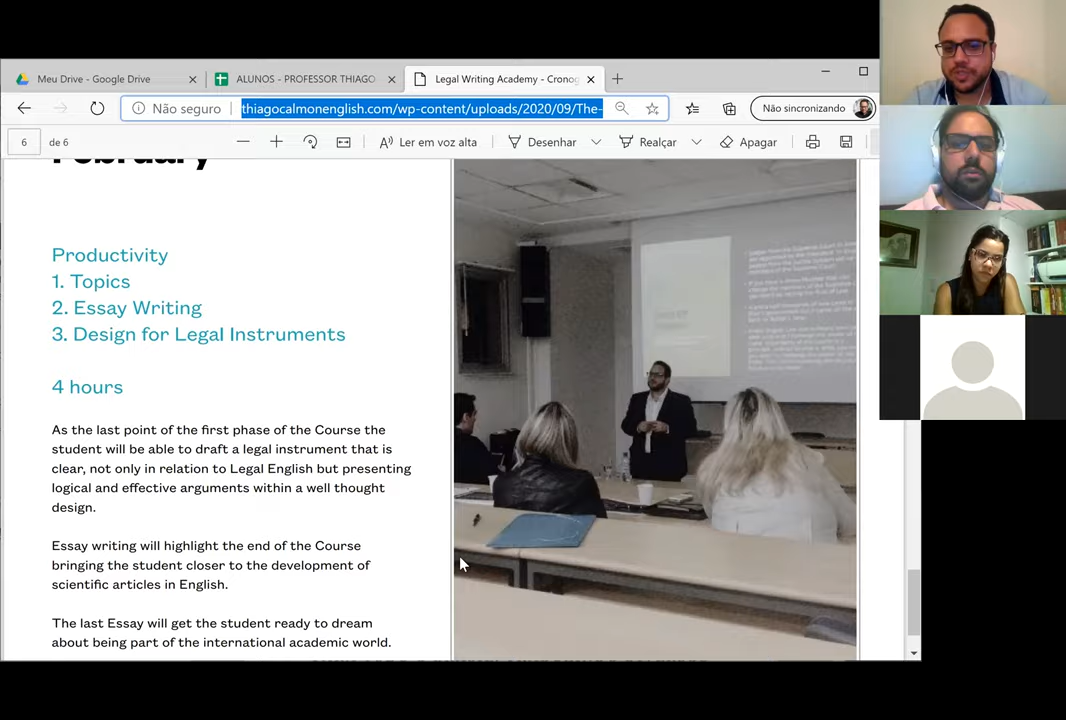 Meu Drive - Google Drive
ALUNOS - PROFESSOR THIAGO
Legal Writing Academy - Cronog
Não seguro
thiagocalmonenglish.com/wp-content/uploads/2020/09/The-
Não sincronizando
6 de 6
Ler em voz alta
Desenhar
Realçar
Apagar
February
Productivity
1. Topics
2. Essay Writing
3. Design for Legal Instruments
4 hours
As the last point of the first phase of the Course the
student will be able to draft a legal instrument that is
clear, not only in relation to Legal English but presenting
logical and effective arguments within a well thought
design.
Essay writing will highlight the end of the Course
bringing the student closer to the development of
scientific articles in English.
The last Essay will get the student ready to dream
about being part of the international academic world.